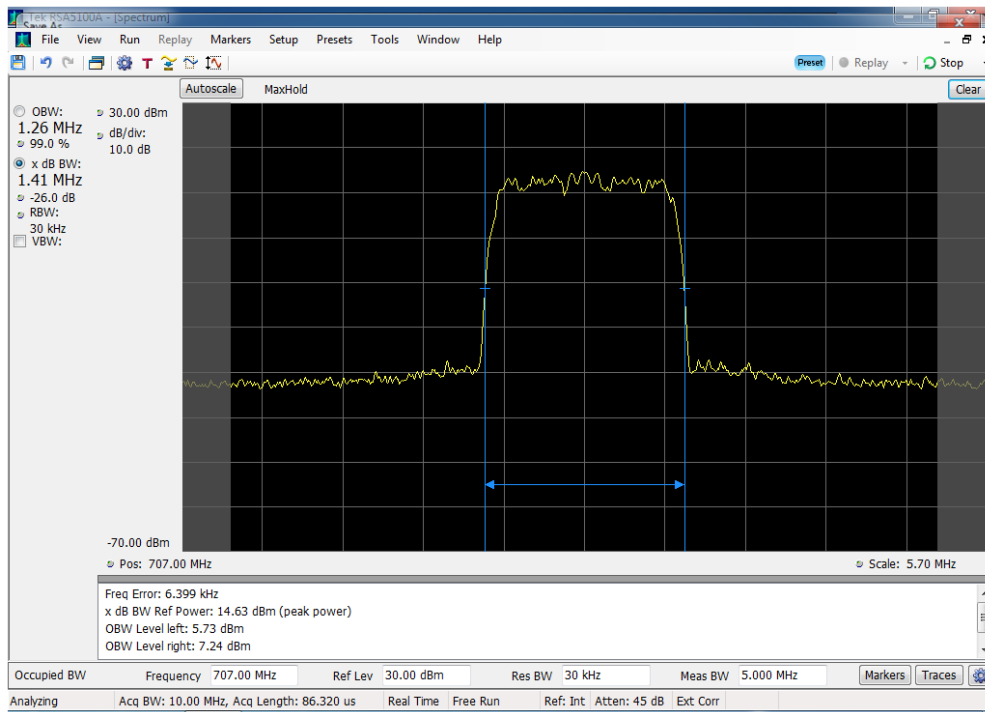 Tek RSA5100A - [Spectrum]
Save As
File View Run Replay Markers Setup Presets Tools Window Help
T Preset Replay Stop
Autoscale MaxHold Clear
OBW:
1.26 MHz
99.0 %
x dB BW:
1.41 MHz
-26.0 dB
RBW:
30 kHz
VBW:
30.00 dBm
dB/div:
10.0 dB
-70.00 dBm
Pos: 707.00 MHz Scale: 5.70 MHz
Freq Error: 6.399 kHz
x dB BW Ref Power: 14.63 dBm (peak power)
OBW Level left: 5.73 dBm
OBW Level right: 7.24 dBm
Occupied BW Frequency 707.00 MHz Ref Lev 30.00 dBm Res BW 30 kHz Meas BW 5.000 MHz Markers Traces
Analyzing Acq BW: 10.00 MHz, Acq Length: 86.320 us Real Time Free Run Ref: Int Atten: 45 dB Ext Corr